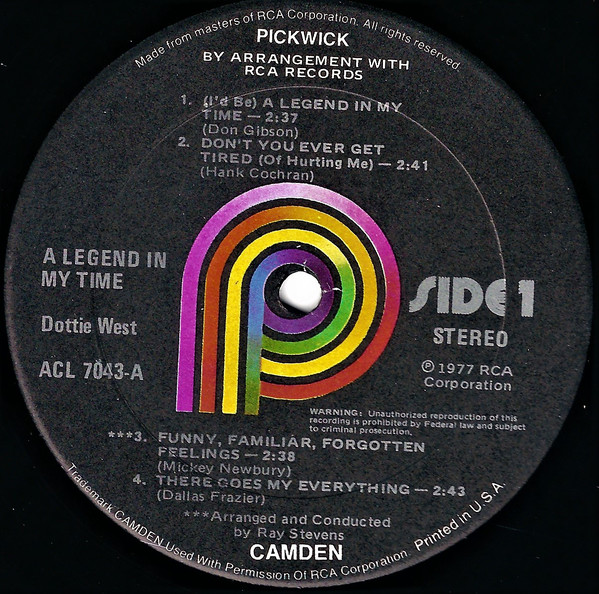 Made from masters of RCA Corporation. All rights reserved.
PICKWICK
BY ARRANGEMENT WITH
RCA RECORDS
1. (I'd Be) A LEGEND IN MY
TIME — 2:37
(Don Gibson)
2. DON'T YOU EVER GET
TIRED (Of Hurting Me) — 2:41
(Hank Cochran)
A LEGEND IN
MY TIME
Dottie West
ACL 7043-A
SIDE 1
STEREO
℗ 1977 RCA
Corporation
WARNING: Unauthorized reproduction of this
recording is prohibited by Federal law and subject
to criminal prosecution.
***3. FUNNY, FAMILIAR, FORGOTTEN
FEELINGS — 2:38
(Mickey Newbury)
4. THERE GOES MY EVERYTHING — 2:43
(Dallas Frazier)
***Arranged and Conducted
by Ray Stevens
CAMDEN
Trademark CAMDEN Used With Permission Of RCA Corporation. Printed in U.S.A.